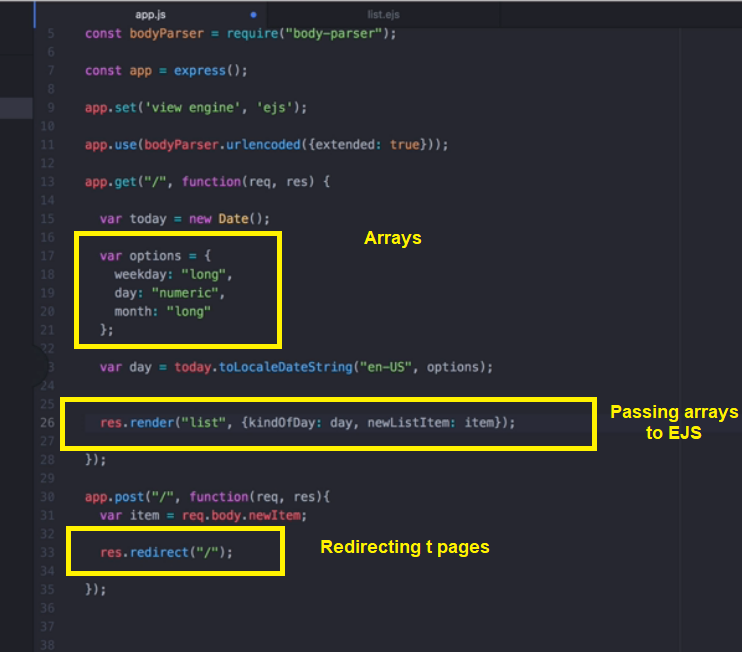 app.js
list.ejs
5 const bodyParser = require("body-parser");
6
7 const app = express();
8
9 app.set('view engine', 'ejs');
10
11 app.use(bodyParser.urlencoded({extended: true}));
12
13 app.get("/", function(req, res) {
14
15 var today = new Date();
16
Arrays
17 var options = {
18 weekday: "long",
19 day: "numeric",
20 month: "long"
21 };
22
3 var day = today.toLocaleDateString("en-US", options);
24
25
Passing arrays
26 res.render("list", {kindOfDay: day, newListItem: item});
to EJS
27
28 });
29
30 app.post("/", function(req, res){
31 var item = req.body.newItem;
32
Redirecting t pages
33 res.redirect("/");
34
35 });
36
37
38